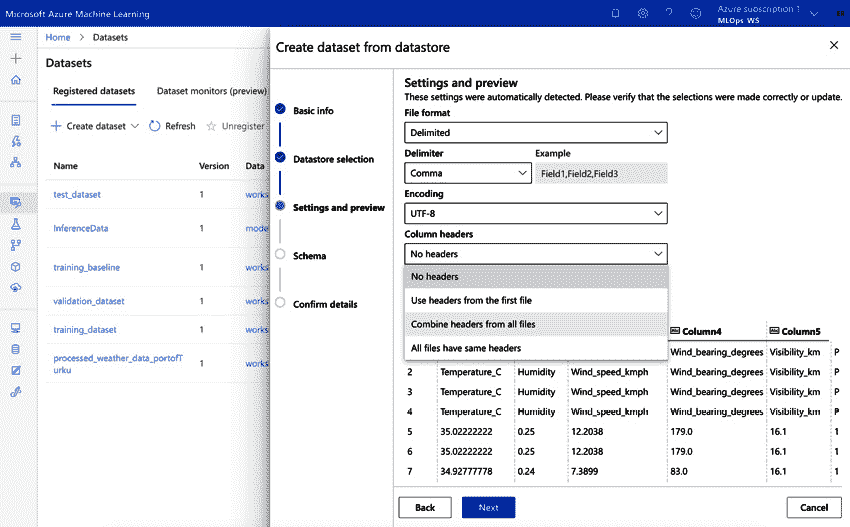 Microsoft Azure Machine Learning
Azure subscription 1
MLOps_WS
Home > Datasets
Datasets
Registered datasets
Dataset monitors (preview)
Create dataset
Refresh
Unregister
Name Version Data
test_dataset 1 works
InferenceData 1 model
training_baseline 1 works
validation_dataset 1 works
training_dataset 1 works
processed_weather_data_portofT
urku 1 works
Create dataset from datastore
Basic info
Datastore selection
Settings and preview
Schema
Confirm details
Settings and preview
These settings were automatically detected. Please verify that the selections were made correctly or update.
File format
Delimited
Delimiter Example
Comma Field1,Field2,Field3
Encoding
UTF-8
Column headers
No headers
No headers
Use headers from the first file
Combine headers from all files
All files have same headers
Column4 Column5
Wind_bearing_degrees Visibility_km P
2 Temperature_C Humidity Wind_speed_kmph Wind_bearing_degrees Visibility_km P
3 Temperature_C Humidity Wind_speed_kmph Wind_bearing_degrees Visibility_km P
4 Temperature_C Humidity Wind_speed_kmph Wind_bearing_degrees Visibility_km P
5 35.02222222 0.25 12.2038 179.0 16.1 1
6 35.02222222 0.25 12.2038 179.0 16.1 1
7 34.92777778 0.24 7.3899 83.0 16.1 1
Back Next Cancel